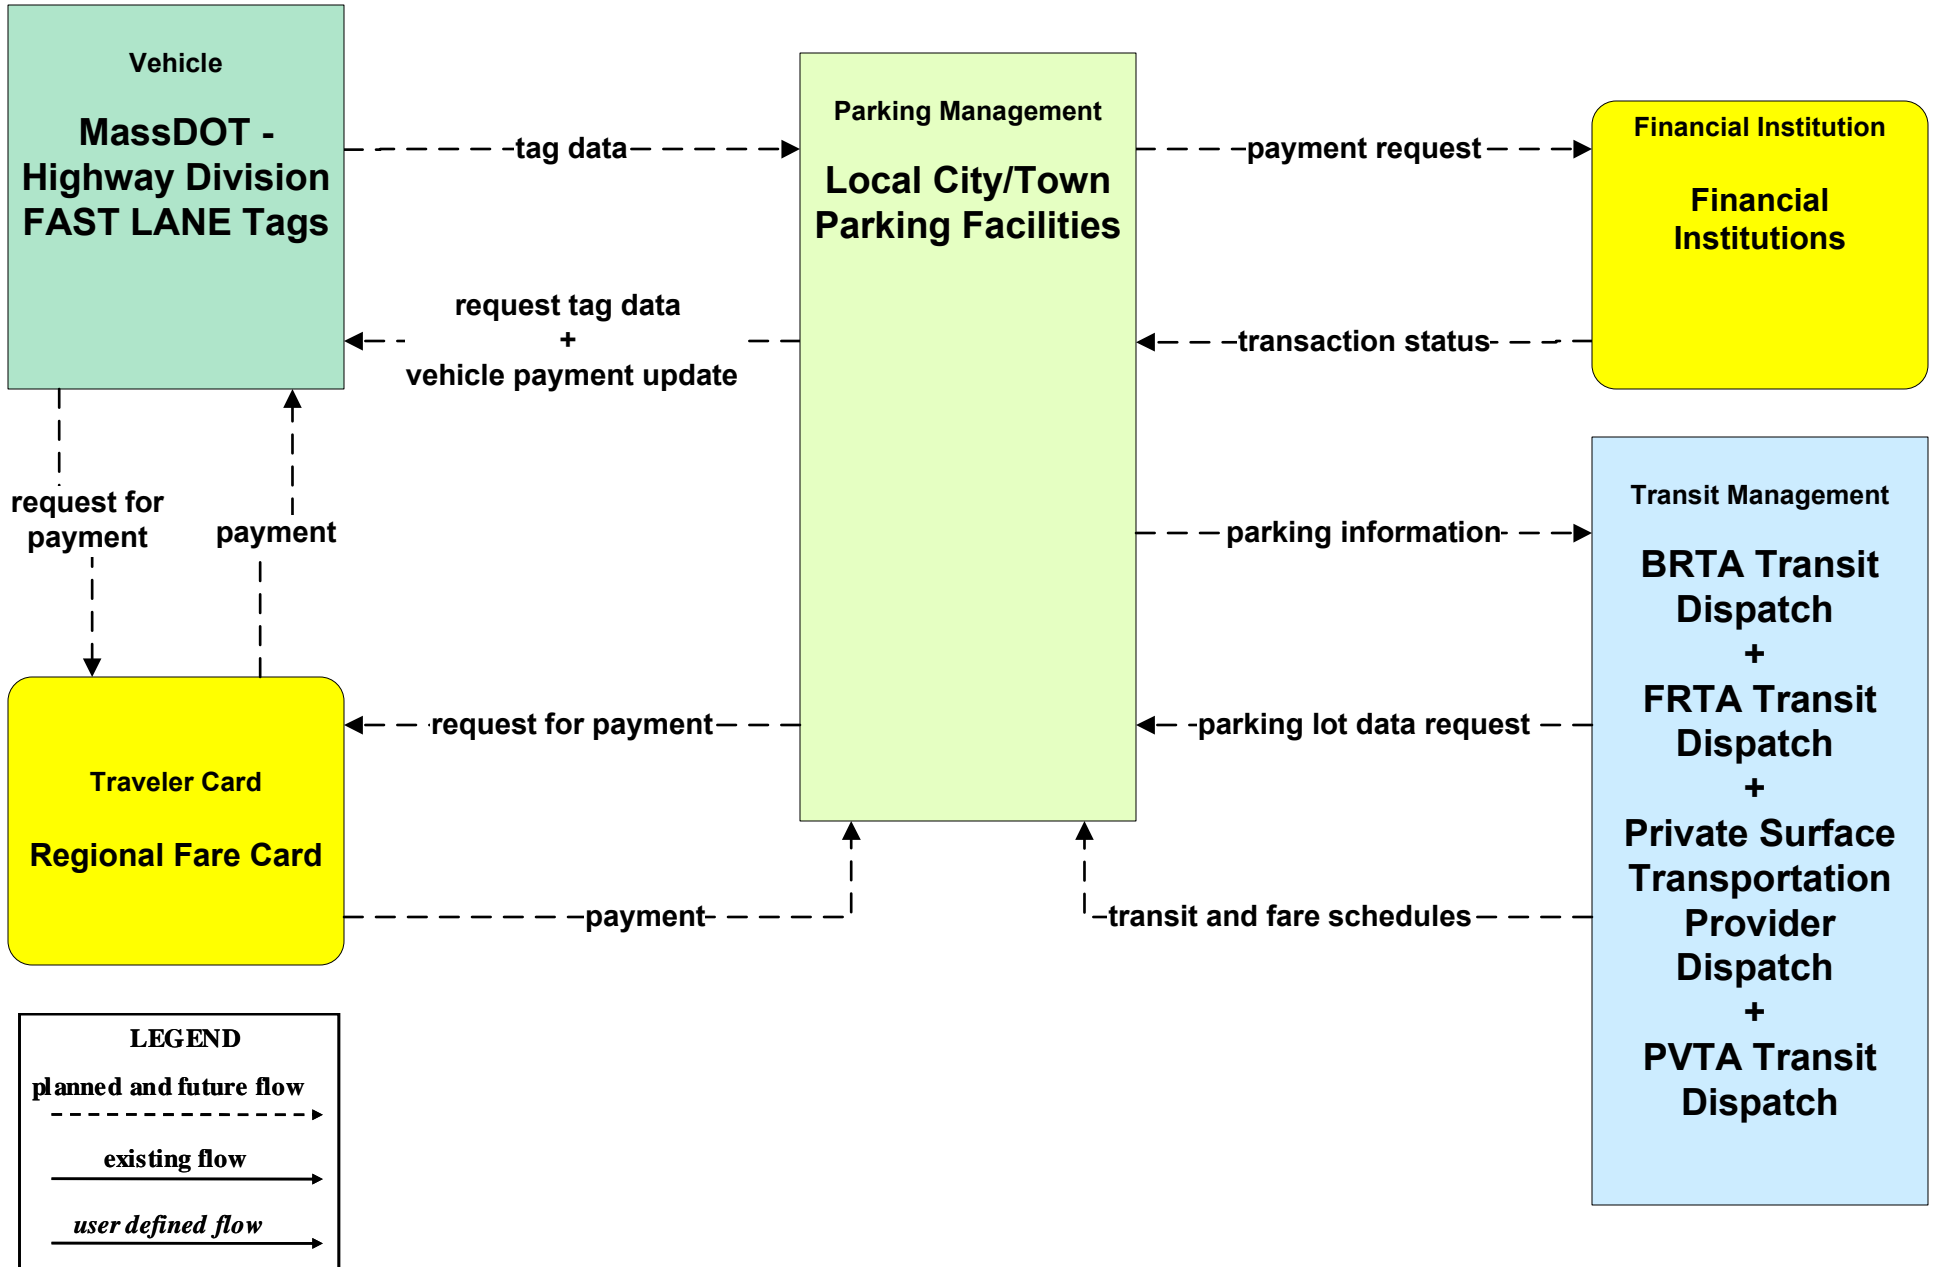 Vehicle
MassDOT -
Highway Division
FAST LANE Tags
tag data
Parking Management
Local City/Town
Parking Facilities
payment request
Financial Institution
Financial
Institutions
request tag data
+
vehicle payment update
transaction status
request for
payment
payment
parking information
Transit Management
BRTA Transit
Dispatch
+
FRTA Transit
Dispatch
+
Private Surface
Transportation
Provider
Dispatch
+
PVTA Transit
Dispatch
request for payment
parking lot data request
Traveler Card
Regional Fare Card
payment
transit and fare schedules
LEGEND
planned and future flow
existing flow
user defined flow